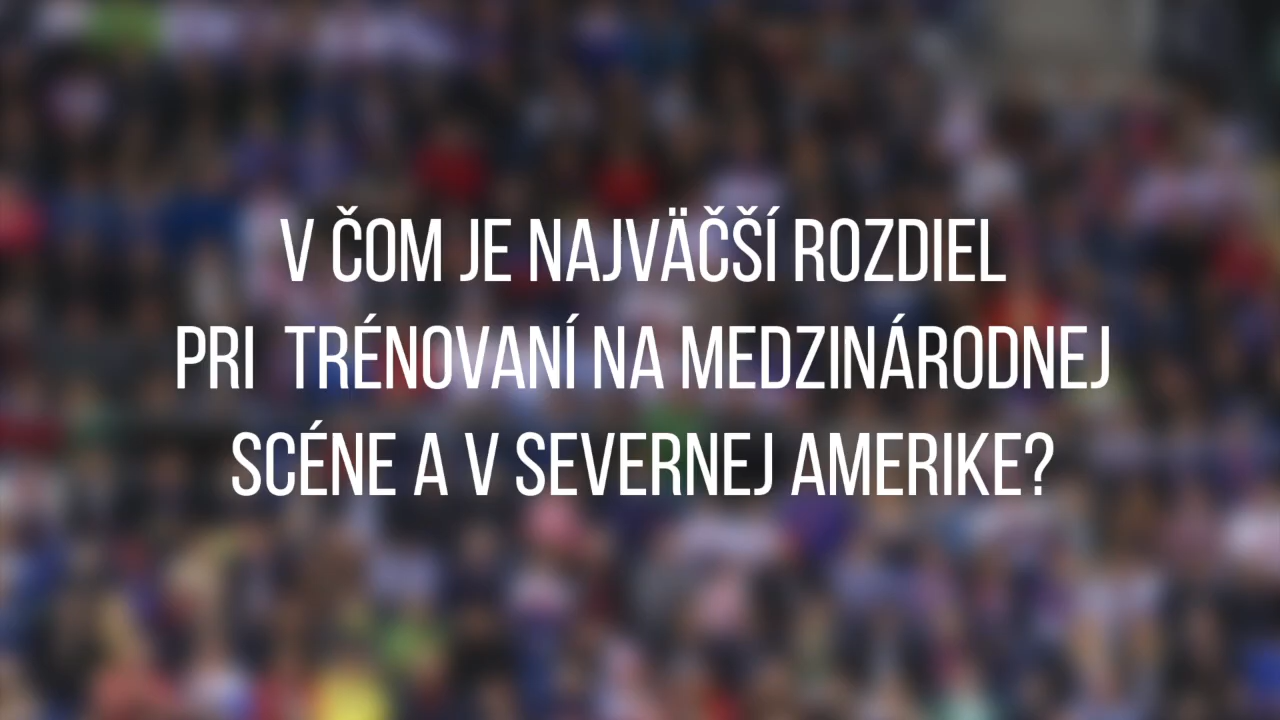 V ČOM JE NAJVÄČŠÍ ROZDIEL
PRI TRÉNOVANÍ NA MEDZINÁRODNEJ
SCÉNE A V SEVERNEJ AMERIKE?